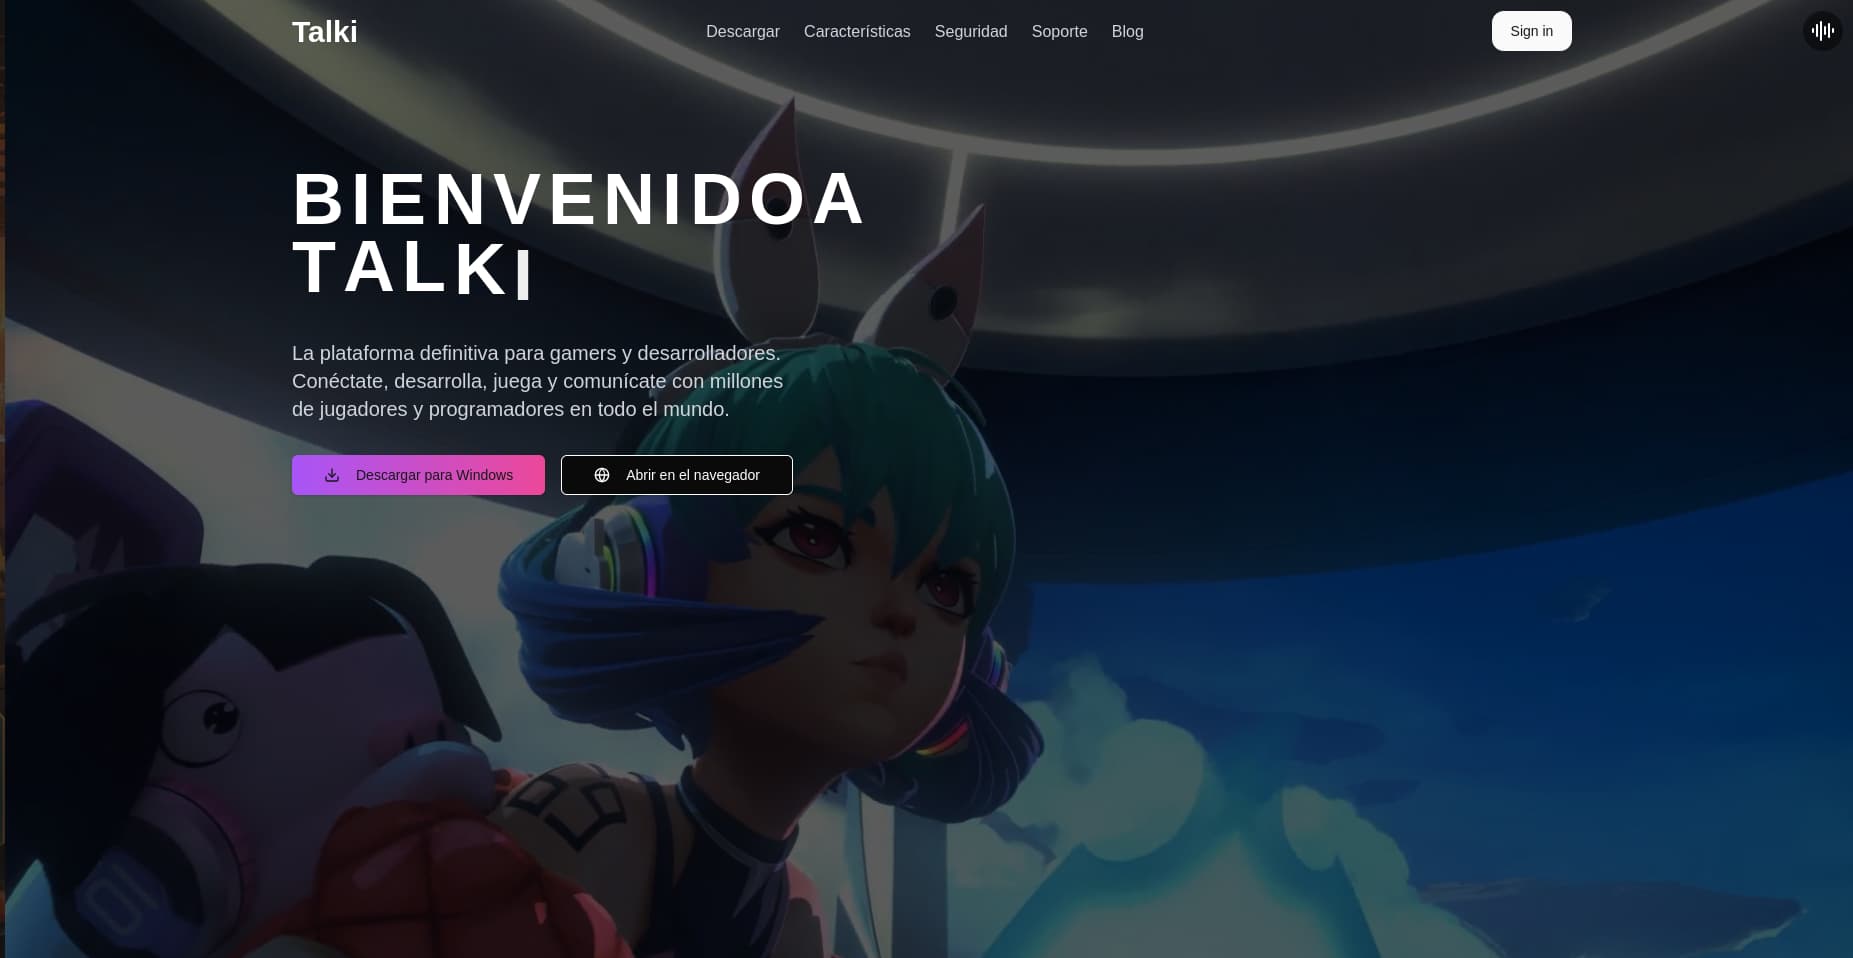 Talki
Descargar Características Seguridad Soporte Blog
Sign in
BIENVENIDOA
TALKI
La plataforma definitiva para gamers y desarrolladores.
Conéctate, desarrolla, juega y comunícate con millones
de jugadores y programadores en todo el mundo.
Descargar para Windows
Abrir en el navegador